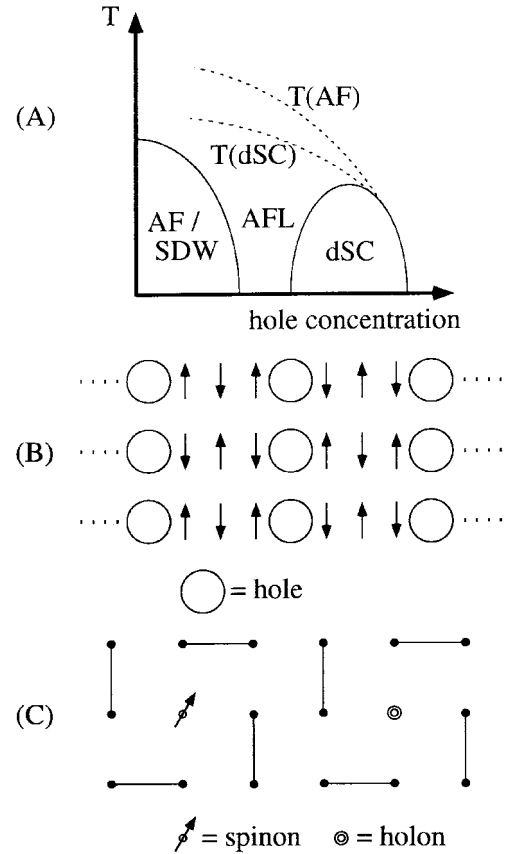 T
(A)
T(AF)
T(dSC)
AF /
SDW
AFL
dSC
hole concentration
(B)
= hole
(C)
= spinon
= holon